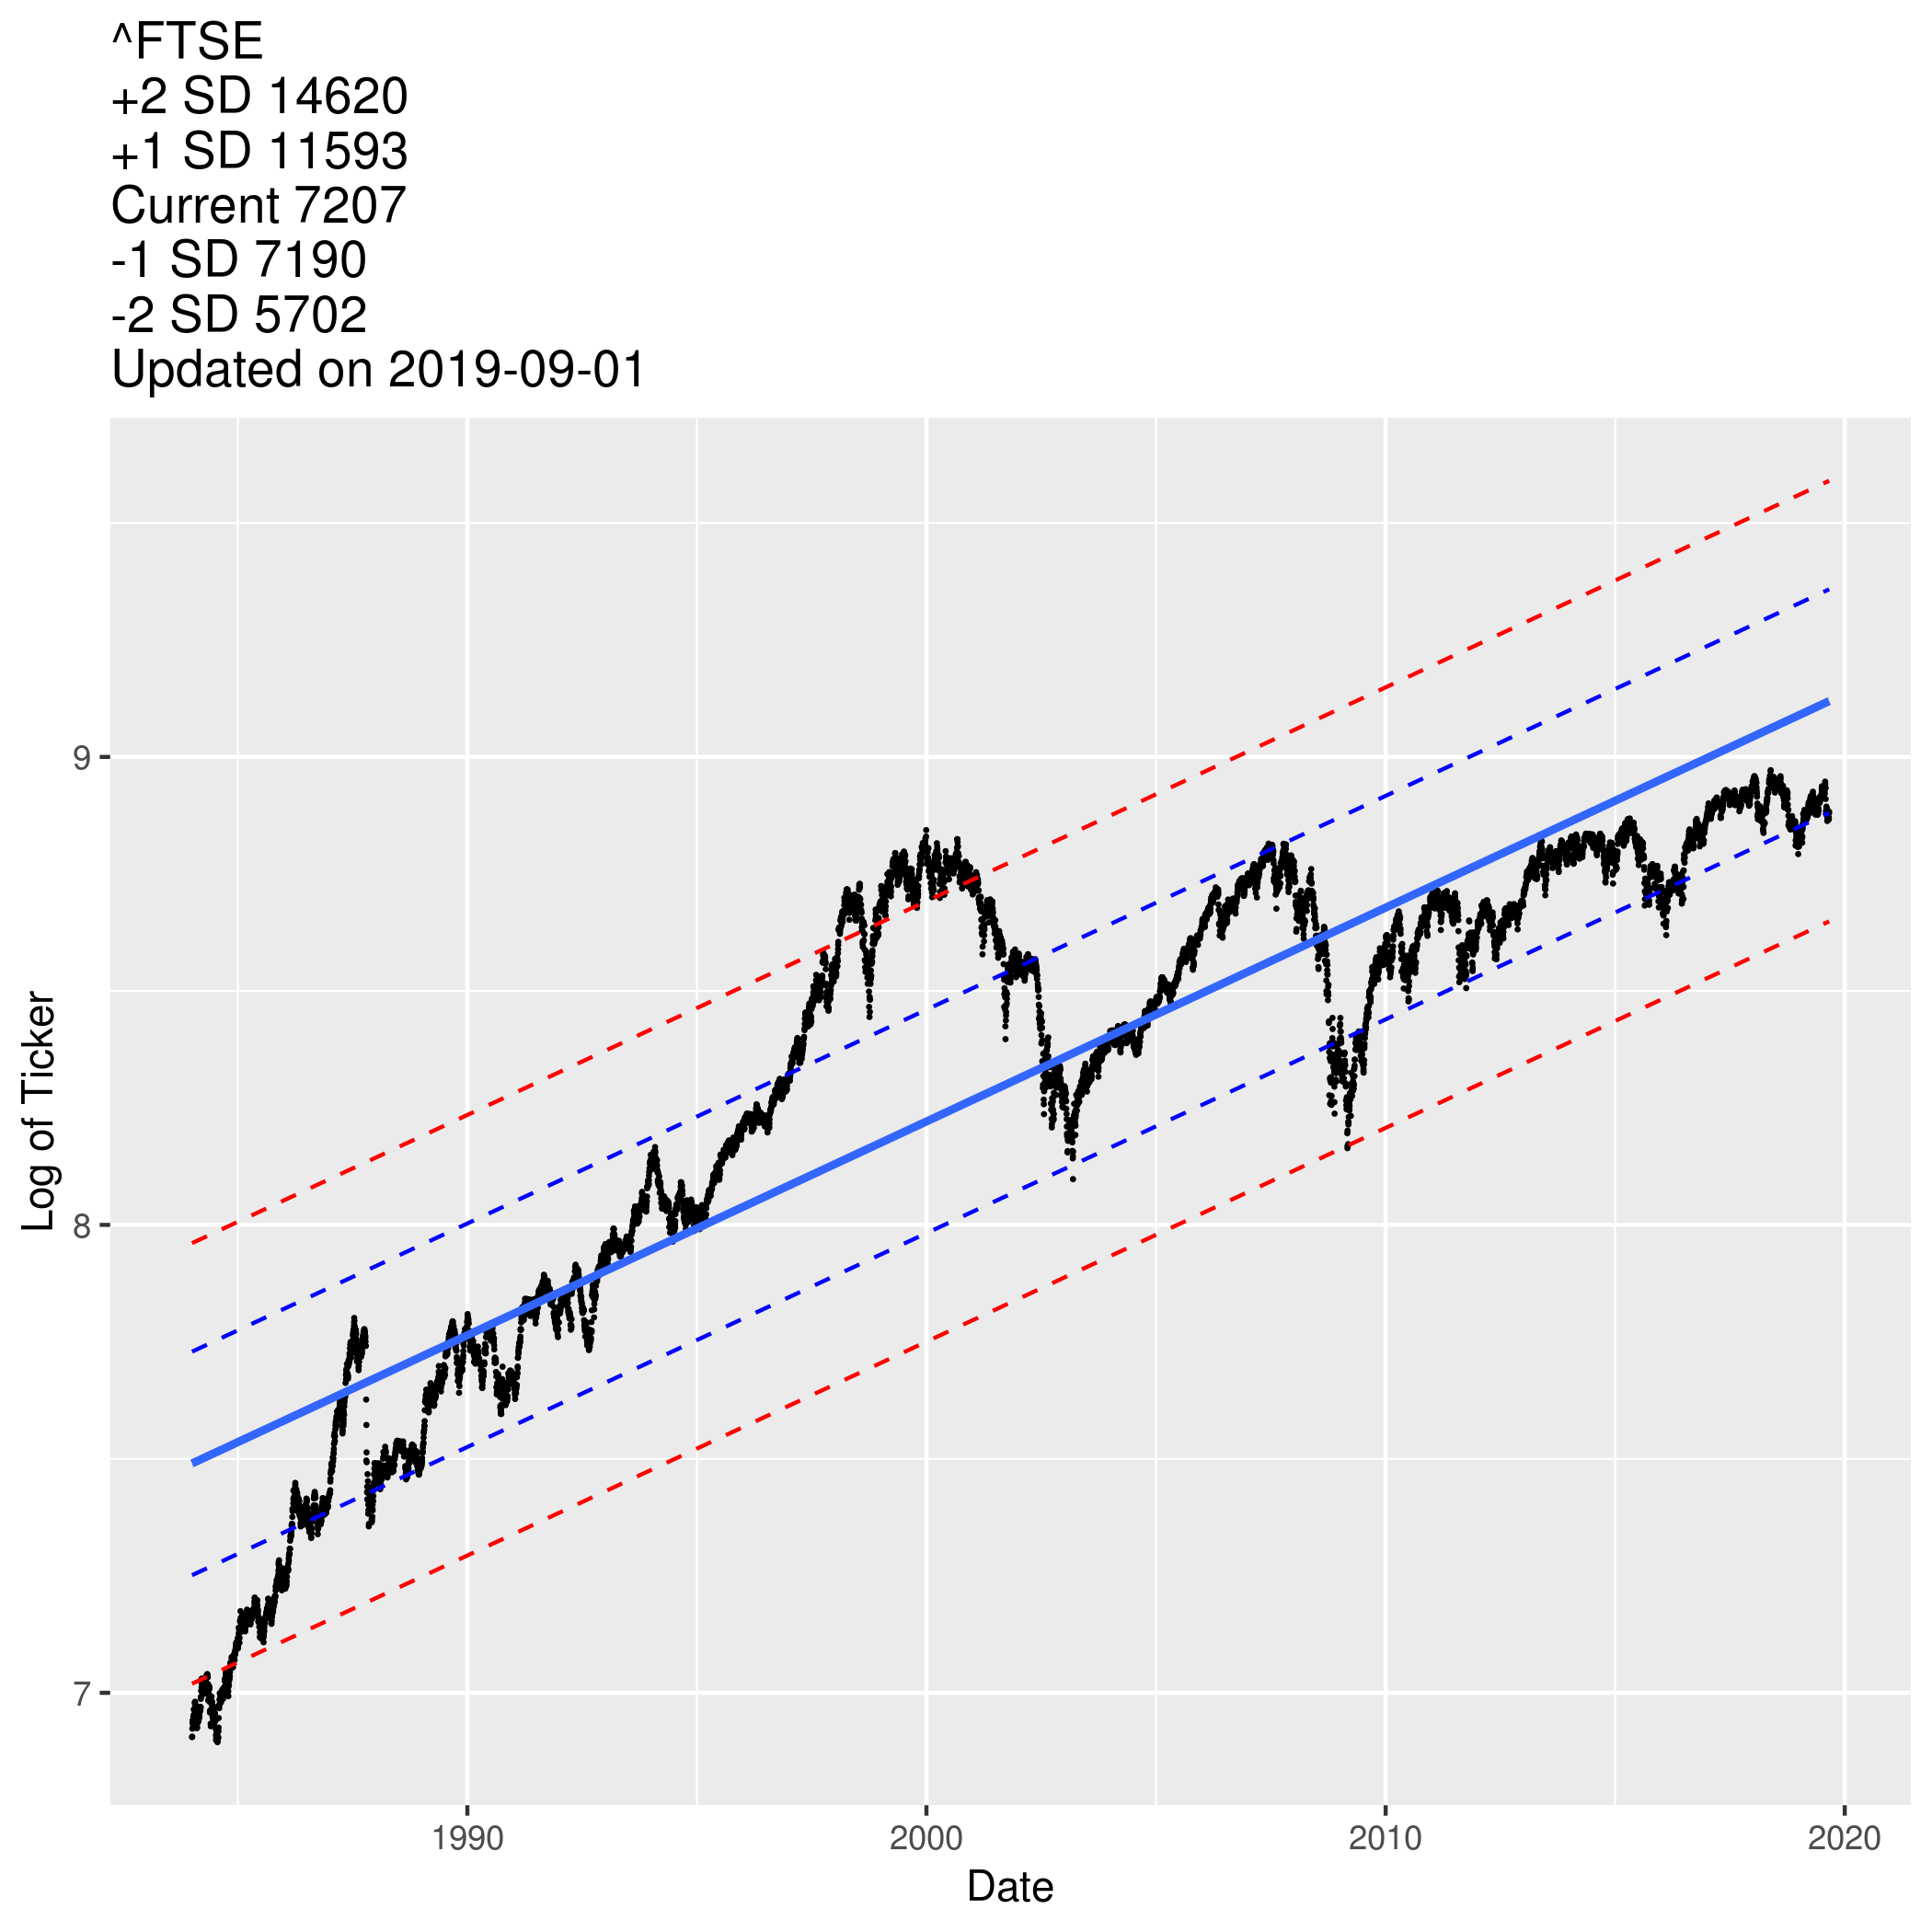 ^FTSE
+2 SD 14620
+1 SD 11593
Current 7207
-1 SD 7190
-2 SD 5702
Updated on 2019-09-01
9
8
7
Log of Ticker
1990 2000 2010 2020
Date